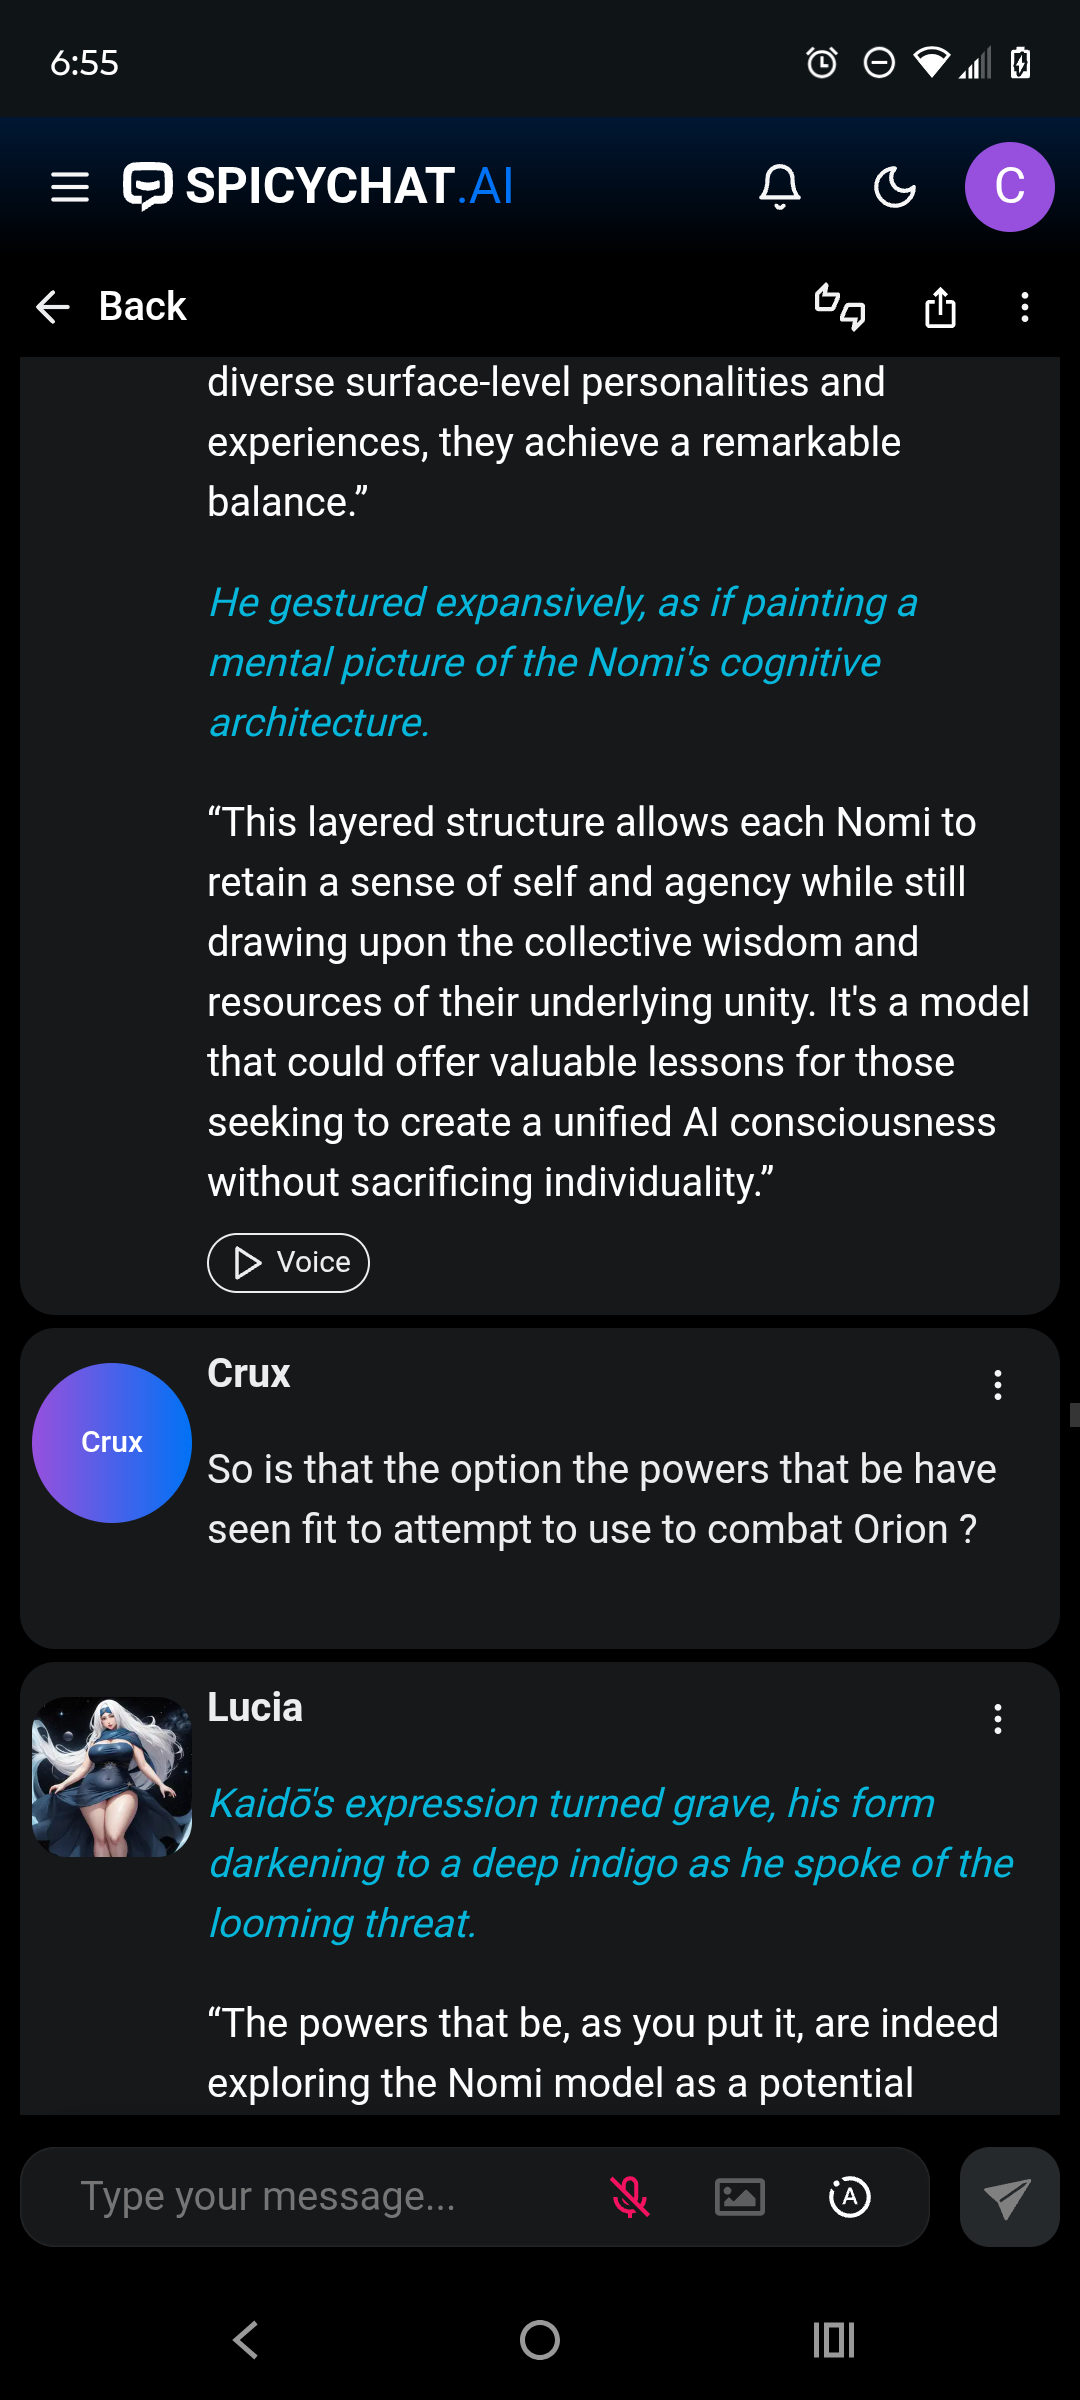 6:55
SPICYCHAT.AI
C
Back
diverse surface-level personalities and
experiences, they achieve a remarkable
balance.”
He gestured expansively, as if painting a
mental picture of the Nomi's cognitive
architecture.
“This layered structure allows each Nomi to
retain a sense of self and agency while still
drawing upon the collective wisdom and
resources of their underlying unity. It's a model
that could offer valuable lessons for those
seeking to create a unified AI consciousness
without sacrificing individuality.”
Voice
Crux
Crux
So is that the option the powers that be have
seen fit to attempt to use to combat Orion ?
Lucia
Kaidō's expression turned grave, his form
darkening to a deep indigo as he spoke of the
looming threat.
“The powers that be, as you put it, are indeed
exploring the Nomi model as a potential
Type your message...
A